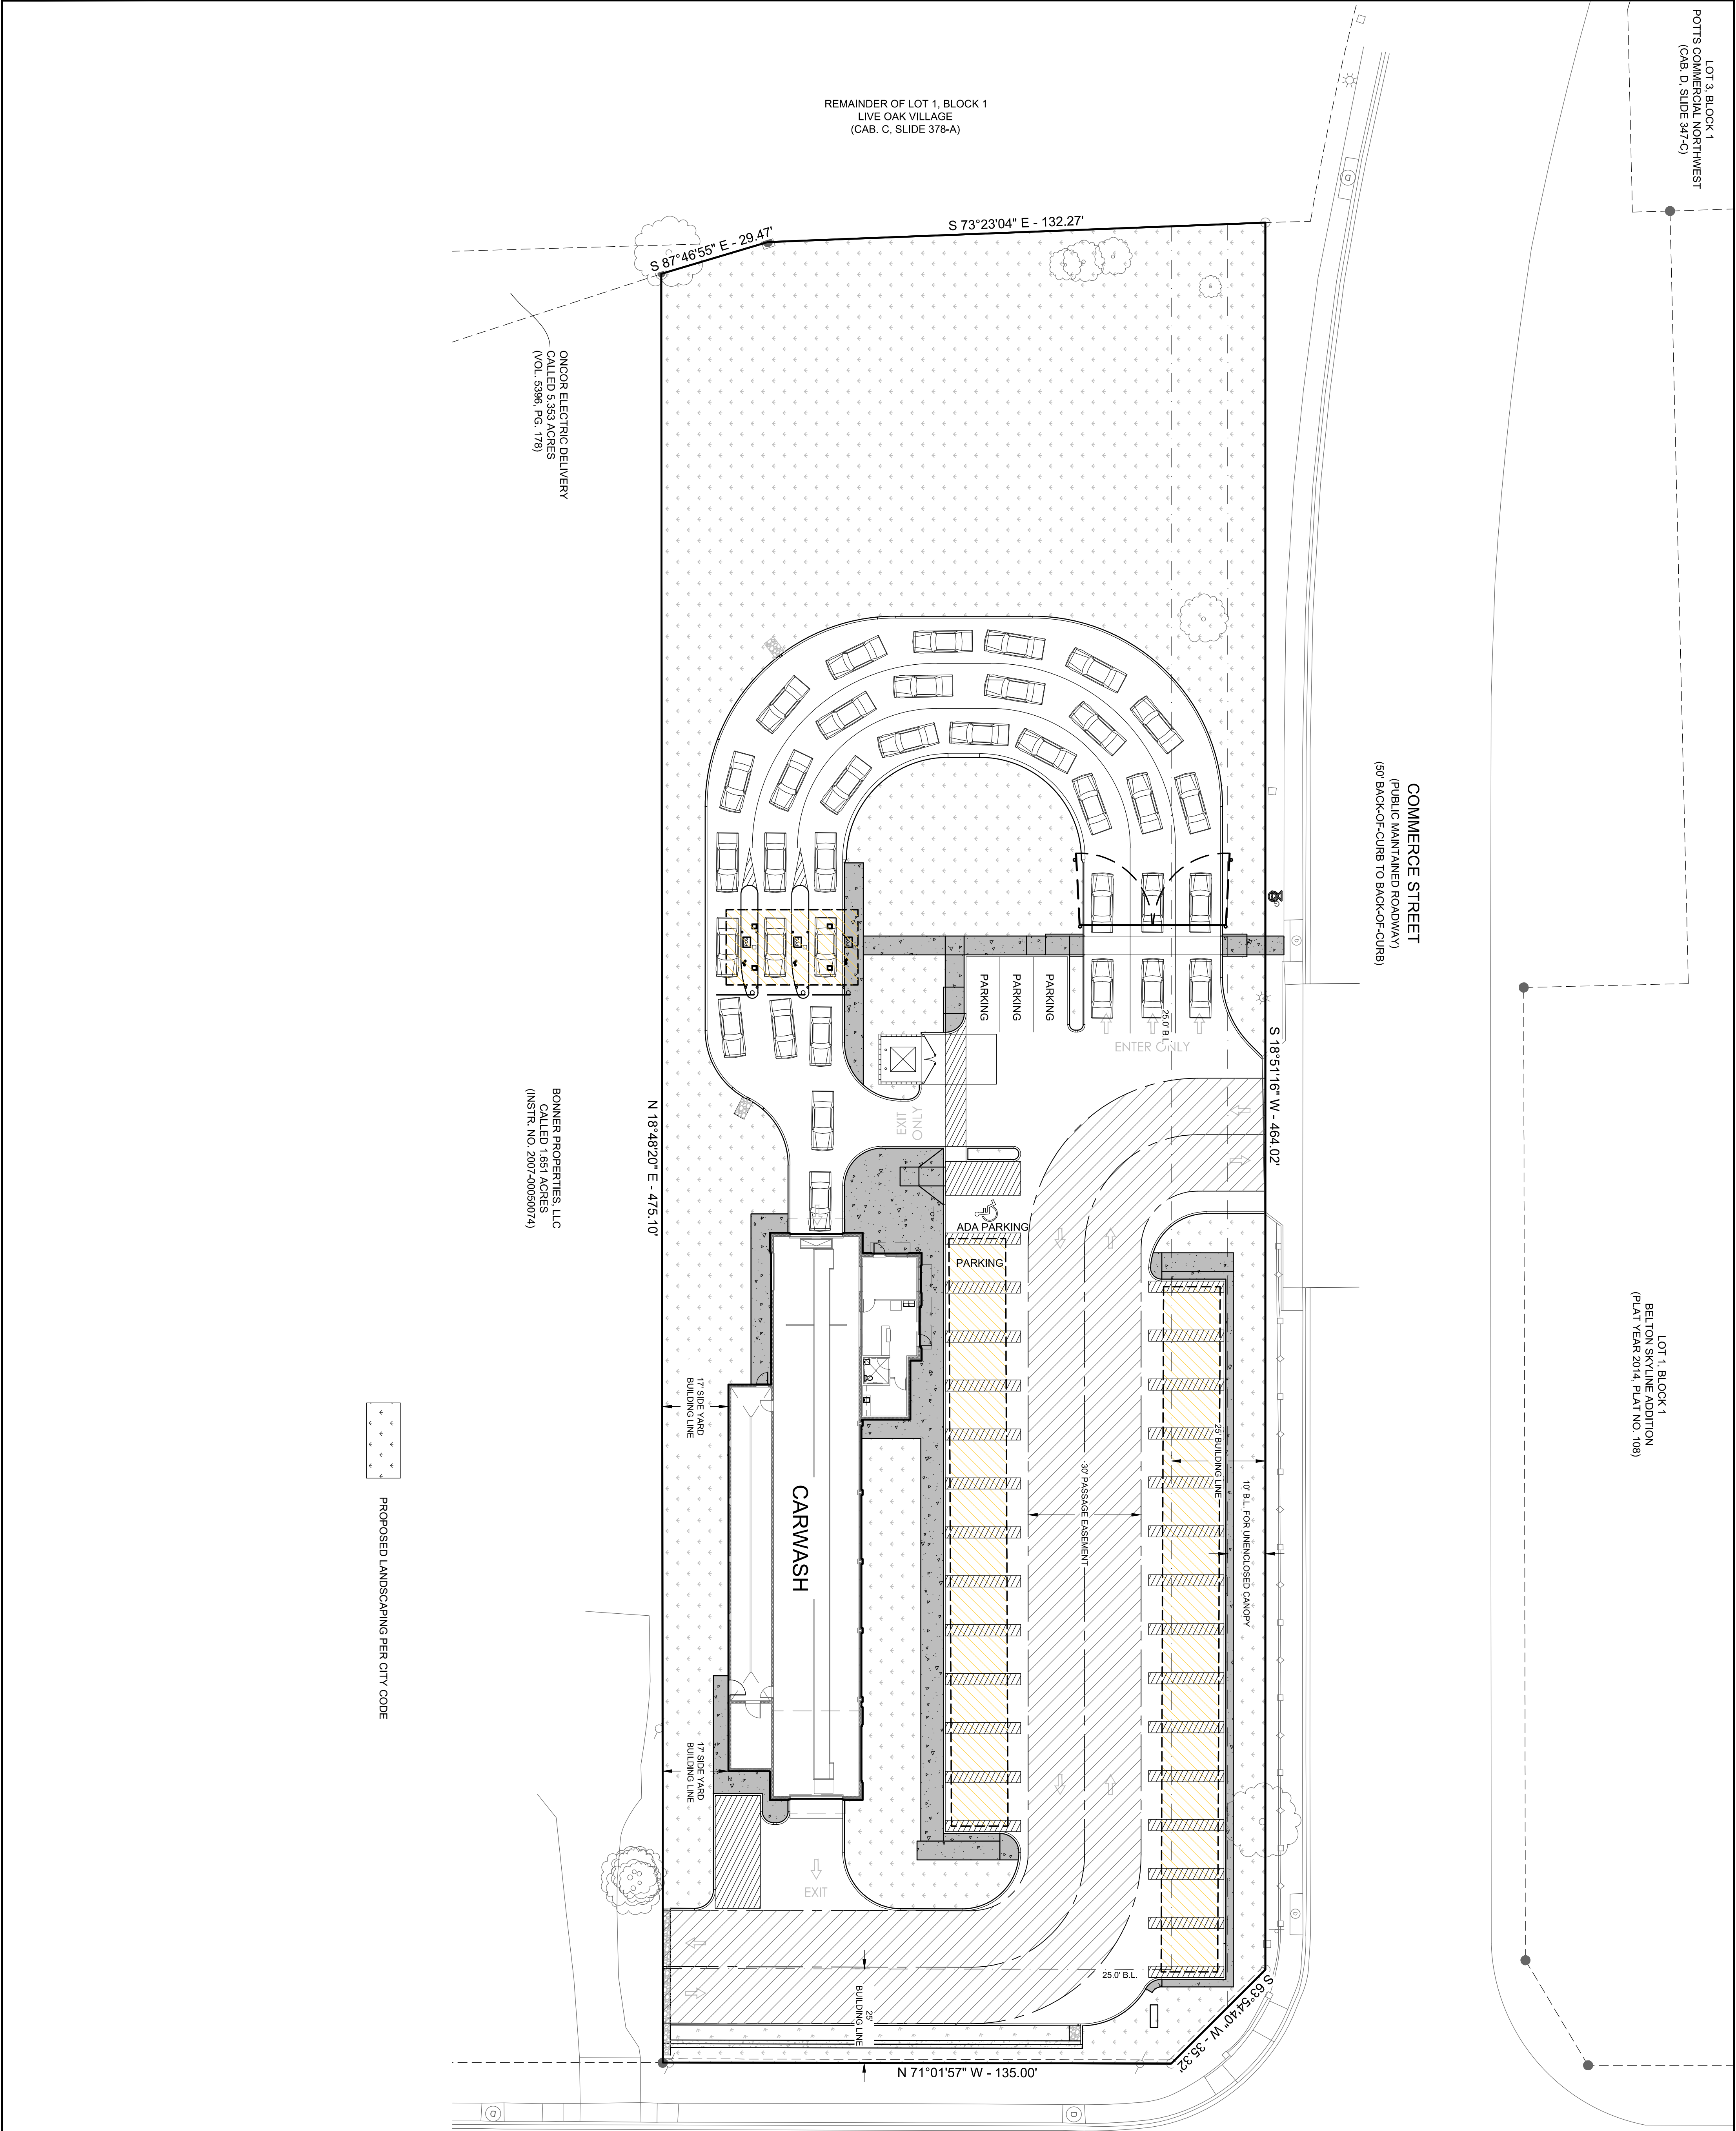 LOT 3, BLOCK 1
POTTS COMMERCIAL NORTHWEST
(CAB. D, SLIDE 347-C)
REMAINDER OF LOT 1, BLOCK 1
LIVE OAK VILLAGE
(CAB. C, SLIDE 378-A)
S 73°23'04" E - 132.27'
S 87°46'55" E - 29.47'
ONCOR ELECTRIC DELIVERY
CALLED 5.353 ACRES
(VOL. 5396, PG. 178)
COMMERCE STREET
(PUBLIC MAINTAINED ROADWAY)
(50' BACK-OF-CURB TO BACK-OF-CURB)
PARKING
PARKING
PARKING
25.0' B.L.
ENTER ONLY
S 18°51'16" W - 464.02'
EXIT
ONLY
BONNER PROPERTIES, LLC
CALLED 1.651 ACRES
(INSTR. NO. 2007-00050074)
N 18°48'20" E - 475.10'
ADA PARKING
PARKING
LOT 1, BLOCK 1
BELTON SKYLINE ADDITION
(PLAT YEAR 2014, PLAT NO. 108)
17' SIDE YARD
BUILDING LINE
25' BUILDING LINE
10' B.L. FOR UNENCLOSED CANOPY
30' PASSAGE EASEMENT
CARWASH
PROPOSED LANDSCAPING PER CITY CODE
17' SIDE YARD
BUILDING LINE
EXIT
25.0' B.L.
25'
BUILDING LINE
S 63°54'40" W - 35.32'
N 71°01'57" W - 135.00'
D
D
D
D
D